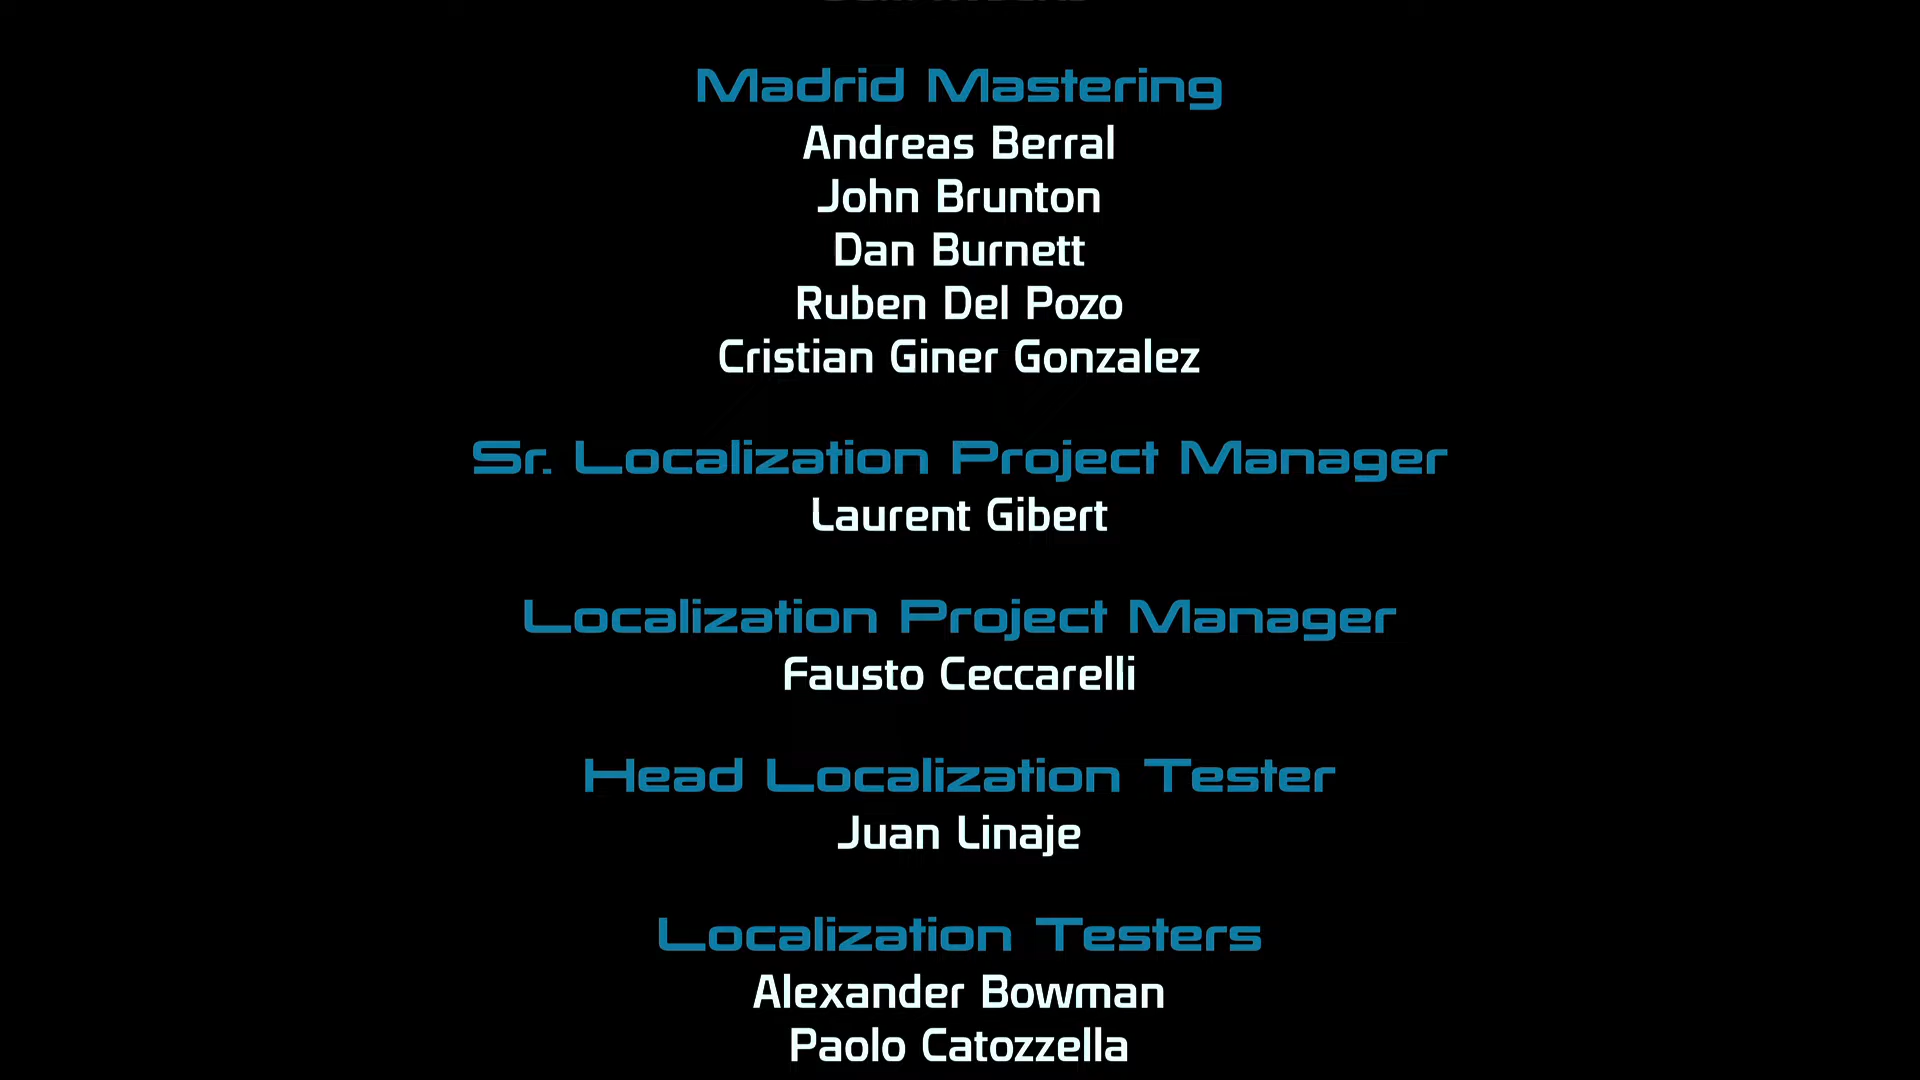 Madrid Mastering
Andreas Berral
John Brunton
Dan Burnett
Ruben Del Pozo
Cristian Giner Gonzalez
Sr. Localization Project Manager
Laurent Gibert
Localization Project Manager
Fausto Ceccarelli
Head Localization Tester
Juan Linaje
Localization Testers
Alexander Bowman
Paolo Catozzella